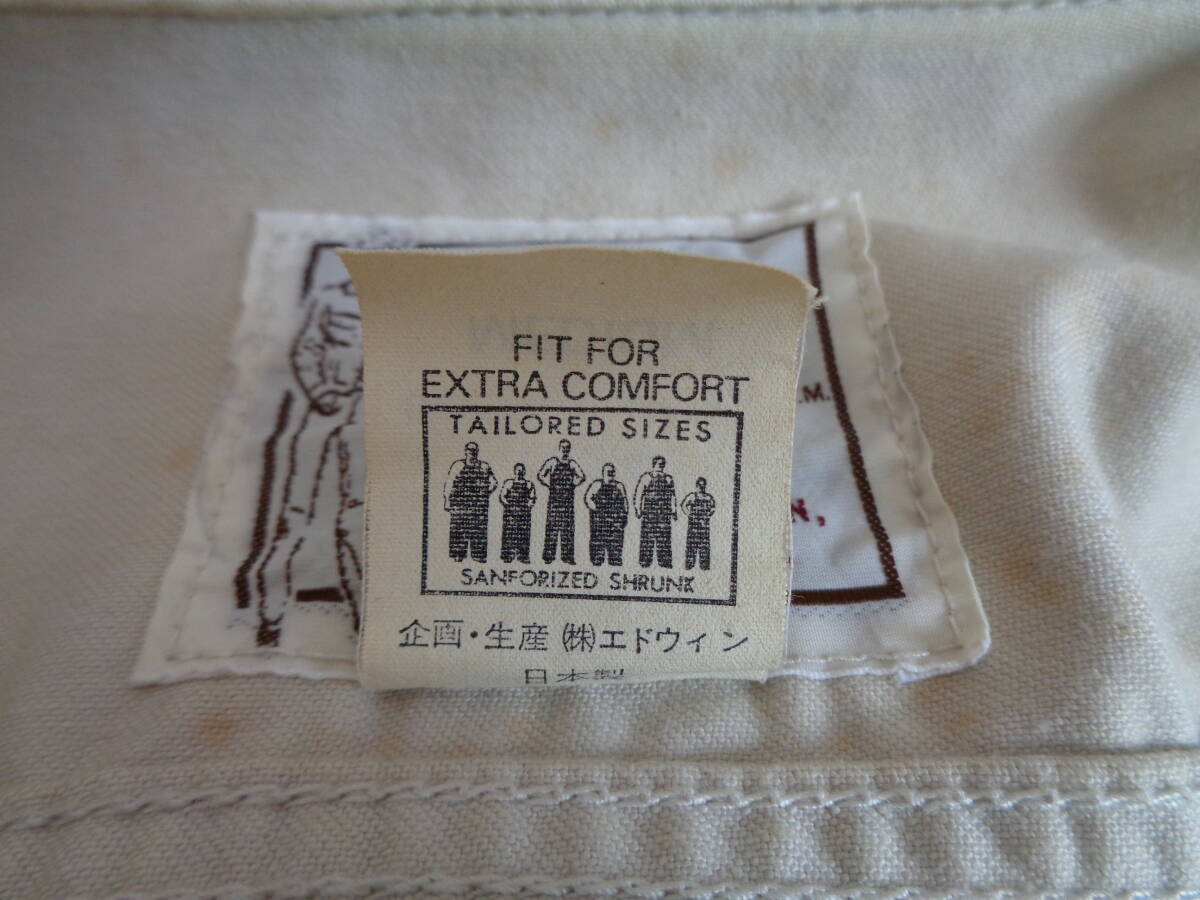 FIT FOR
EXTRA COMFORT
TAILORED SIZES
SANFORIZED SHRUNK
企画・生産 ㈱エドウィン
日本製
.M.
N,